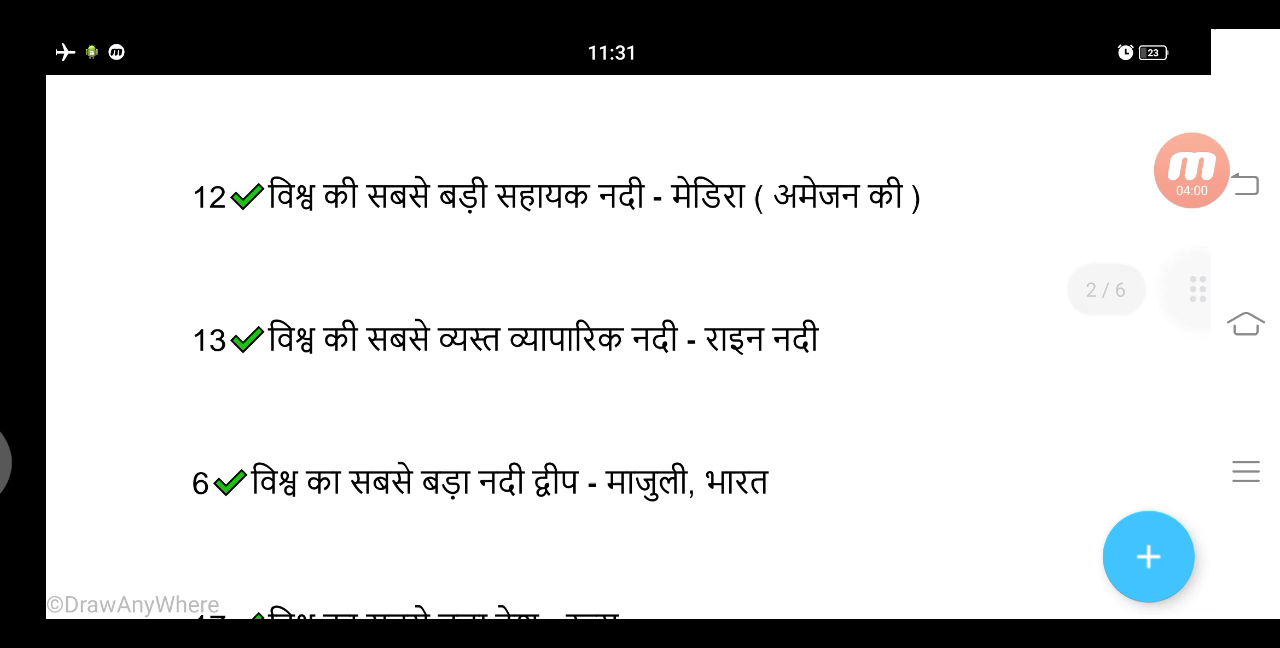 11:31
23
12✔विश्व की सबसे बड़ी सहायक नदी - मेडिरा ( अमेजन की )
04:00
2 / 6
13✔विश्व की सबसे व्यस्त व्यापारिक नदी - राइन नदी
6✔विश्व का सबसे बड़ा नदी द्वीप - माजुली, भारत
©DrawAnyWhere